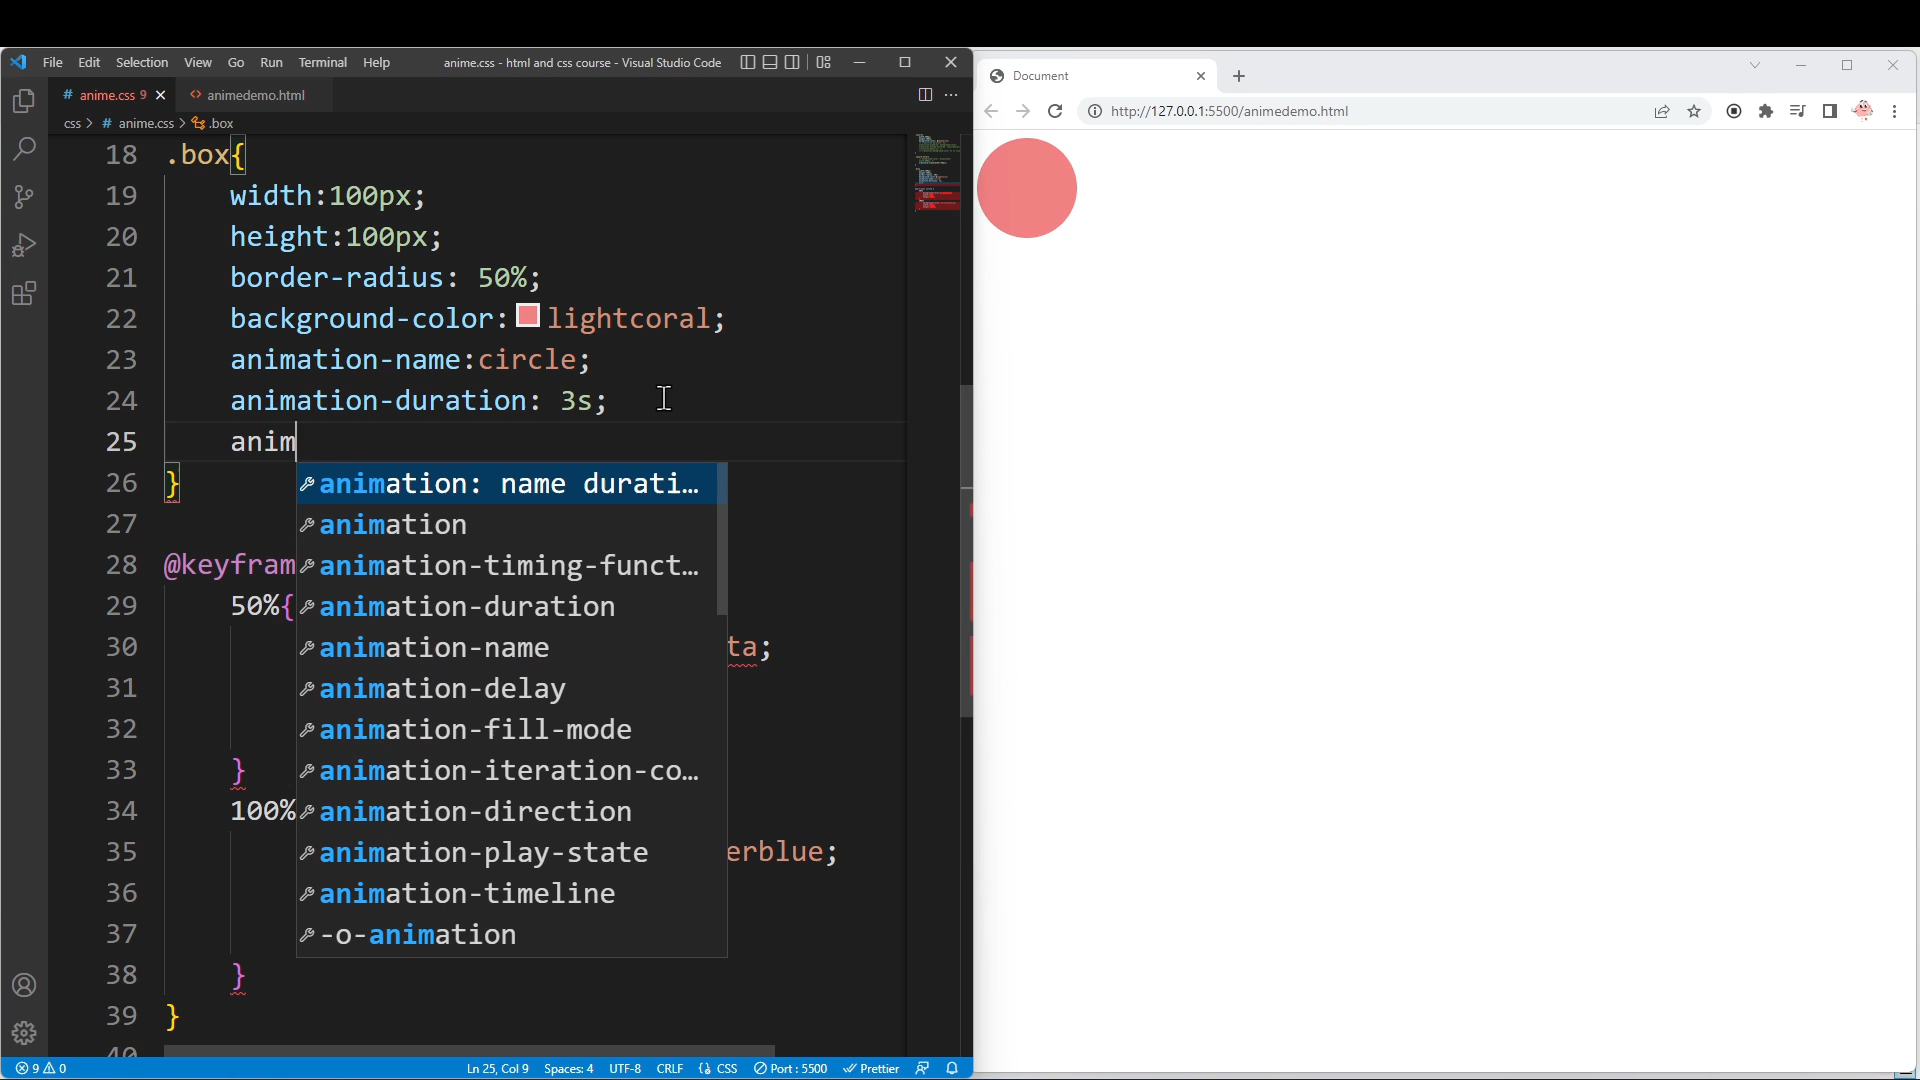 File Edit Selection View Go Run Terminal Help
anime.css - html and css course - Visual Studio Code
# anime.css 9 animedemo.html
css > # anime.css > .box
18 .box{
19 width:100px;
20 height:100px;
21 border-radius: 50%;
22 background-color: lightcoral;
23 animation-name:circle;
24 animation-duration: 3s;
25 anim
26 }
animation: name durati…
animation
animation-timing-funct…
animation-duration
animation-name
animation-delay
animation-fill-mode
animation-iteration-co…
animation-direction
animation-play-state
animation-timeline
-o-animation
27
28 @keyfram
29 50%{
30 ta;
31
32
33 }
34 100%
35 erblue;
36
37
38 }
39 }
40
9 0 Ln 25, Col 9 Spaces: 4 UTF-8 CRLF CSS Port : 5500 Prettier
Document
http://127.0.0.1:5500/animedemo.html